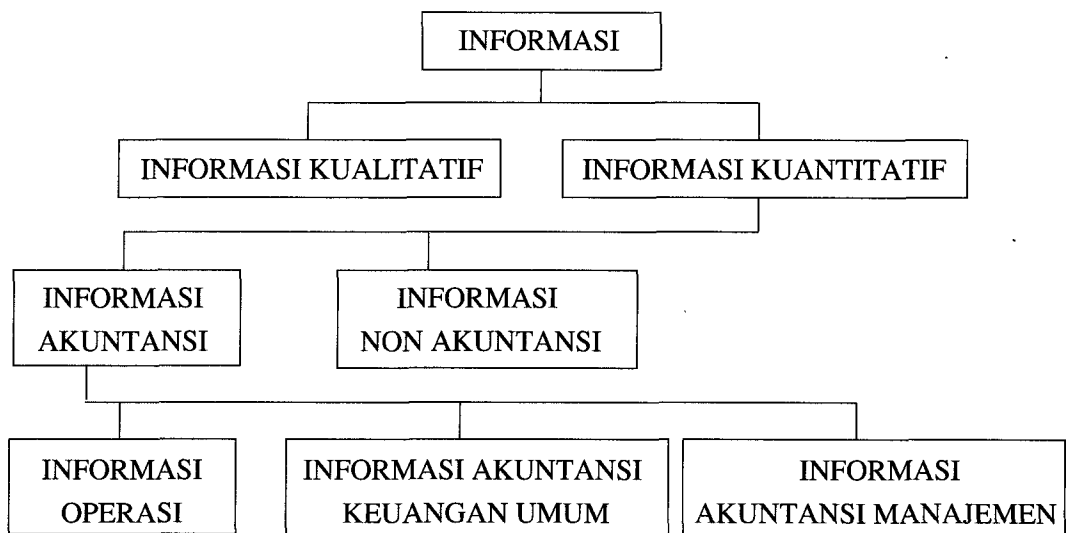 INFORMASI
INFORMASI KUALITATIF
INFORMASI KUANTITATIF
INFORMASI
AKUNTANSI
INFORMASI
NON AKUNTANSI
INFORMASI
OPERASI
INFORMASI AKUNTANSI
KEUANGAN UMUM
INFORMASI
AKUNTANSI MANAJEMEN